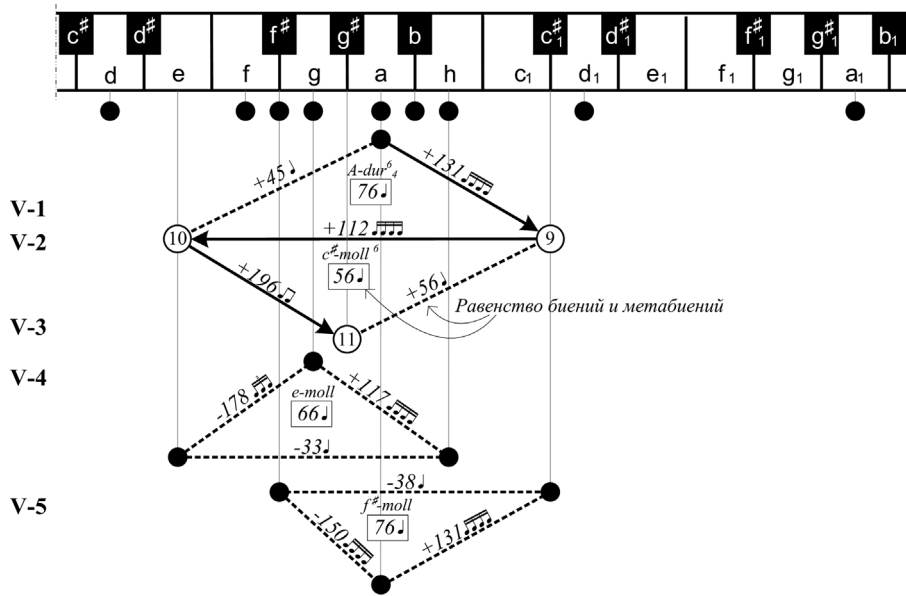 c♯ d♯ f♯ g♯ b c♯₁ d♯₁ f♯₁ g♯₁ b₁
d e f g a h c₁ d₁ e₁ f₁ g₁ a₁
+45♩
A-dur⁶₄
76♩
+131
V-1
V-2
10
+112
9
c♯-moll⁶
56♩
+196♫
+56♩
Равенство биений и метабиений
V-3
11
V-4
-178
e-moll
66♩
+117
-33♩
V-5
-38♩
f♯-moll
76♩
-150
+131